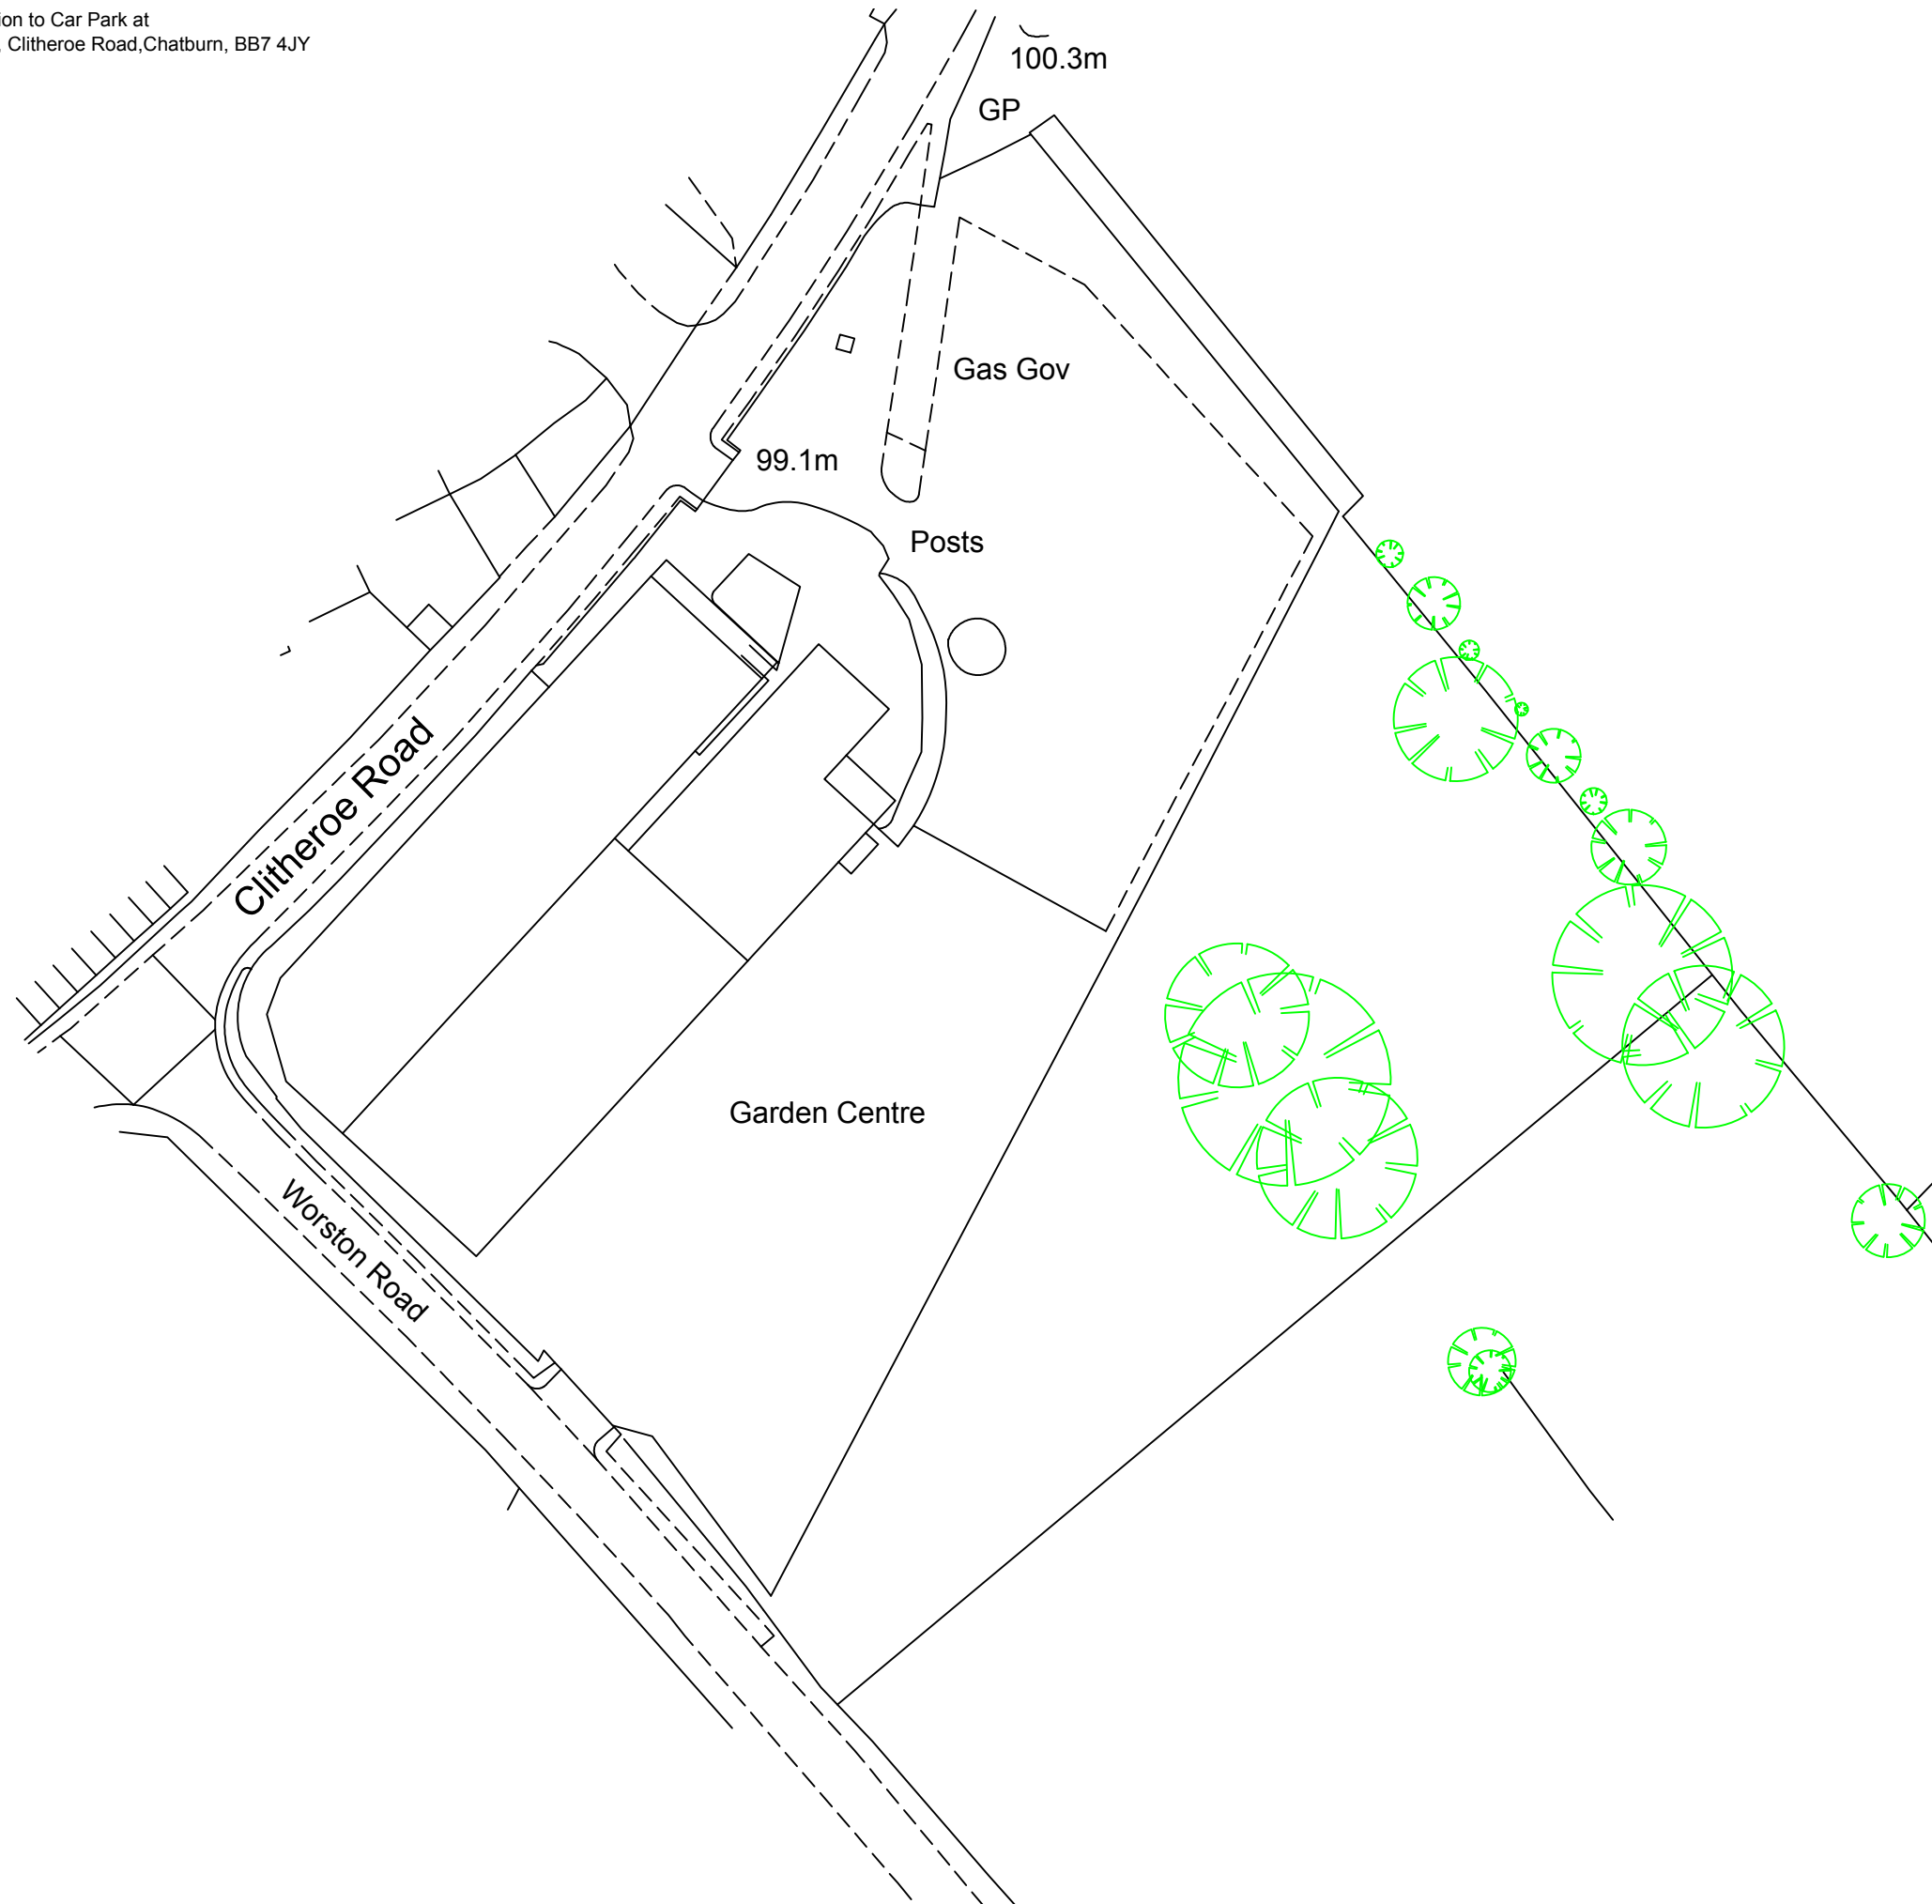 ion to Car Park at
, Clitheroe Road,Chatburn, BB7 4JY
100.3m
GP
Gas Gov
99.1m
Posts
Clitheroe Road
Garden Centre
Worston Road